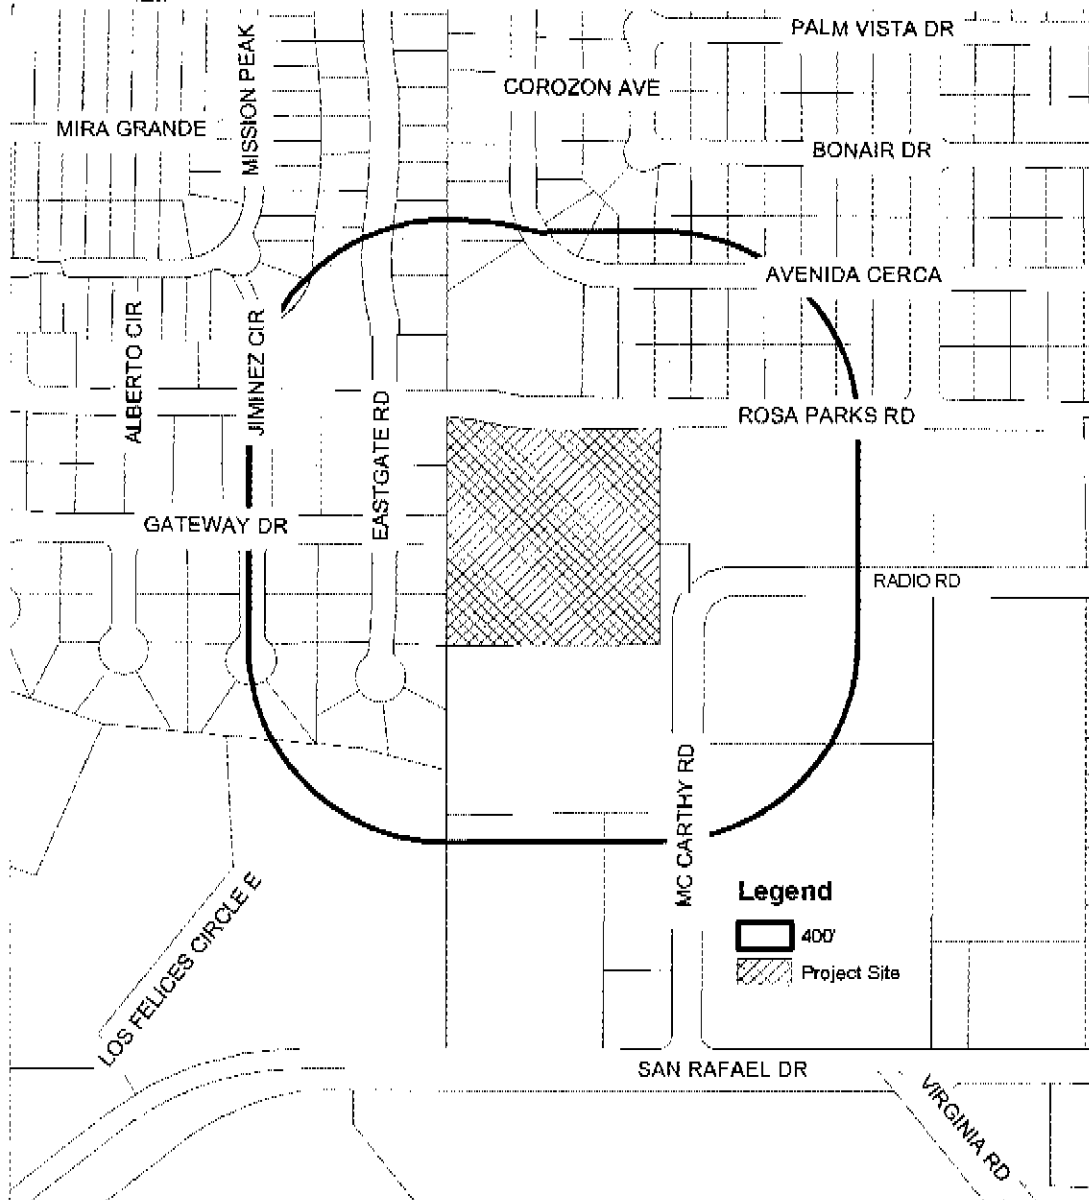 PALM VISTA DR
MISSION PEAK
COROZON AVE
MIRA GRANDE
BONAIR DR
AVENIDA CERCA
ALBERTO CIR
JIMINEZ CIR
EASTGATE RD
ROSA PARKS RD
GATEWAY DR
RADIO RD
MC CARTHY RD
Legend
400'
Project Site
LOS FELICES CIRCLE E
SAN RAFAEL DR
VIRGINIA RD